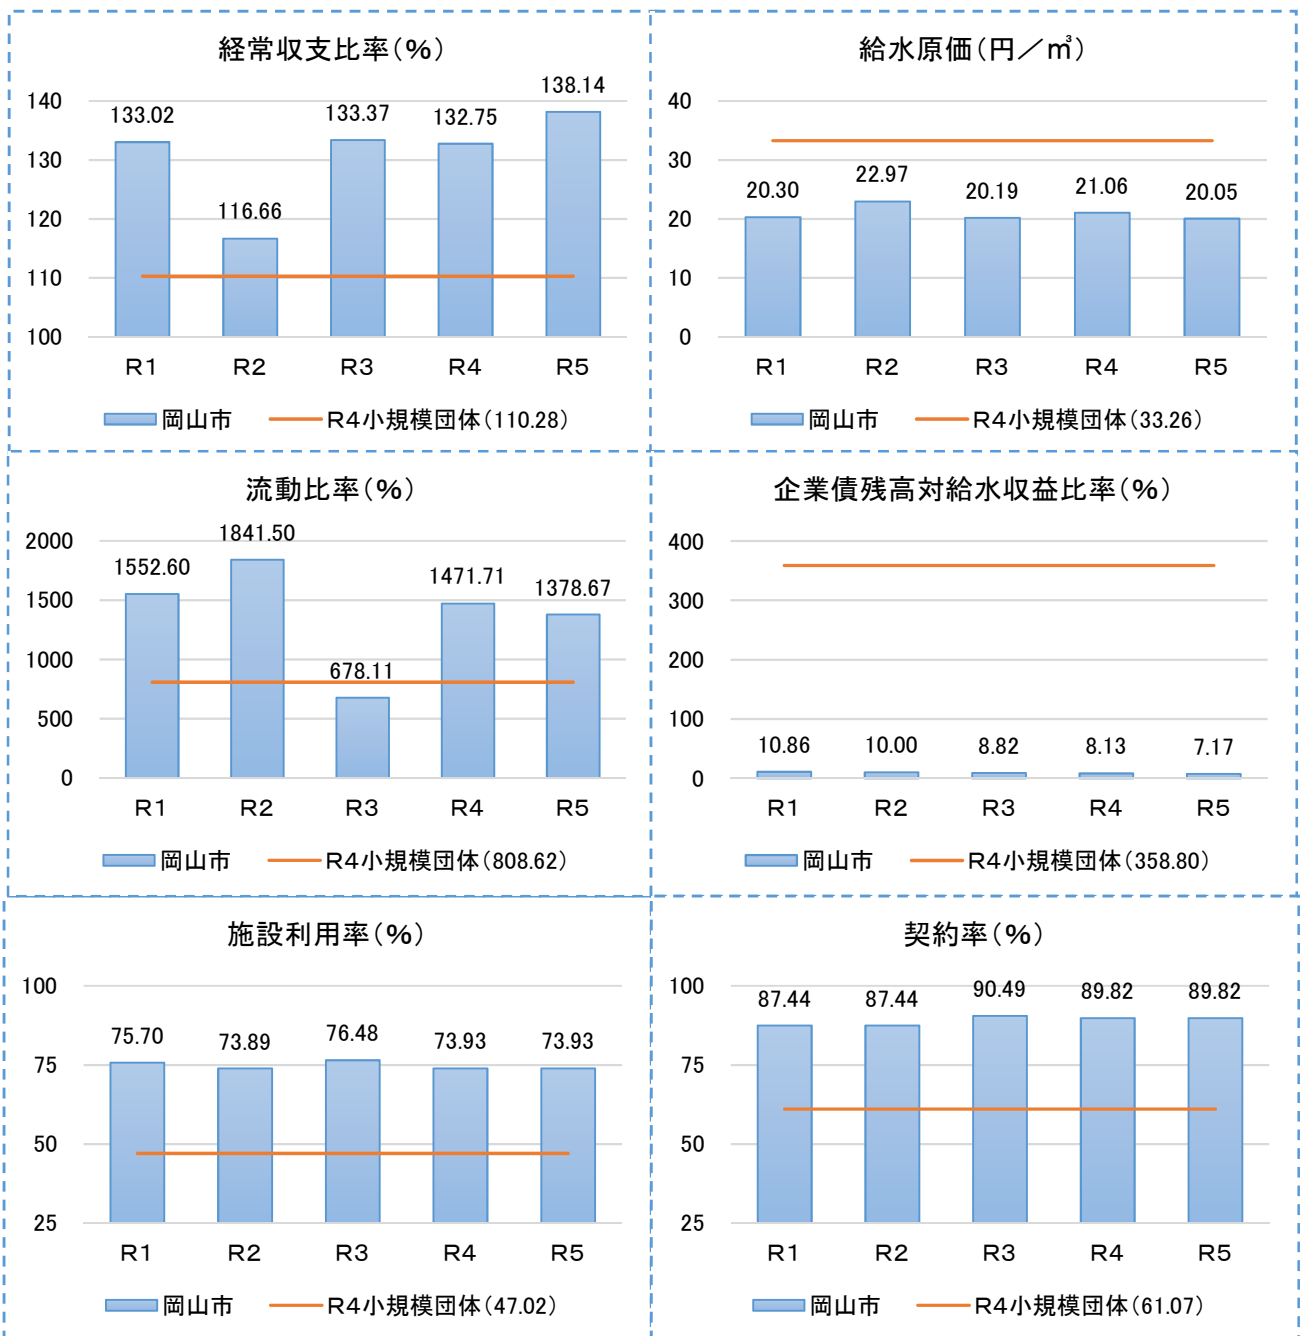 経常収支比率（％）
140
130
120
110
100
133.02
116.66
133.37
132.75
138.14
R1
R2
R3
R4
R5
岡山市
R4小規模団体（110.28）
給水原価（円／㎥）
40
30
20
10
0
20.30
22.97
20.19
21.06
20.05
R1
R2
R3
R4
R5
岡山市
R4小規模団体（33.26）
流動比率（％）
2000
1500
1000
500
0
1552.60
1841.50
678.11
1471.71
1378.67
R1
R2
R3
R4
R5
岡山市
R4小規模団体（808.62）
企業債残高対給水収益比率（％）
400
300
200
100
0
10.86
10.00
8.82
8.13
7.17
R1
R2
R3
R4
R5
岡山市
R4小規模団体（358.80）
施設利用率（％）
100
75
50
25
75.70
73.89
76.48
73.93
73.93
R1
R2
R3
R4
R5
岡山市
R4小規模団体（47.02）
契約率（％）
100
75
50
25
87.44
87.44
90.49
89.82
89.82
R1
R2
R3
R4
R5
岡山市
R4小規模団体（61.07）